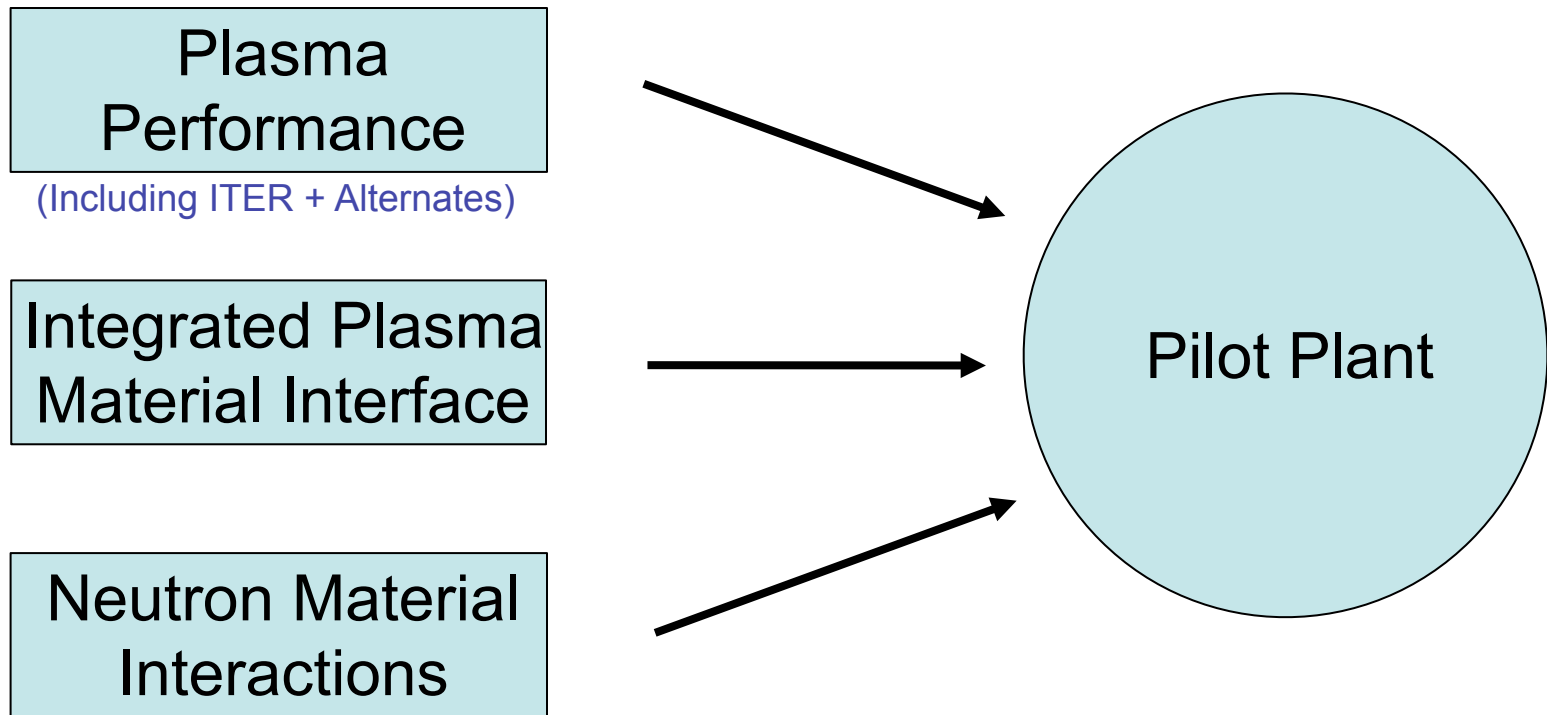 Plasma
Performance
(Including ITER + Alternates)
Integrated Plasma
Material Interface
Pilot Plant
Neutron Material
Interactions